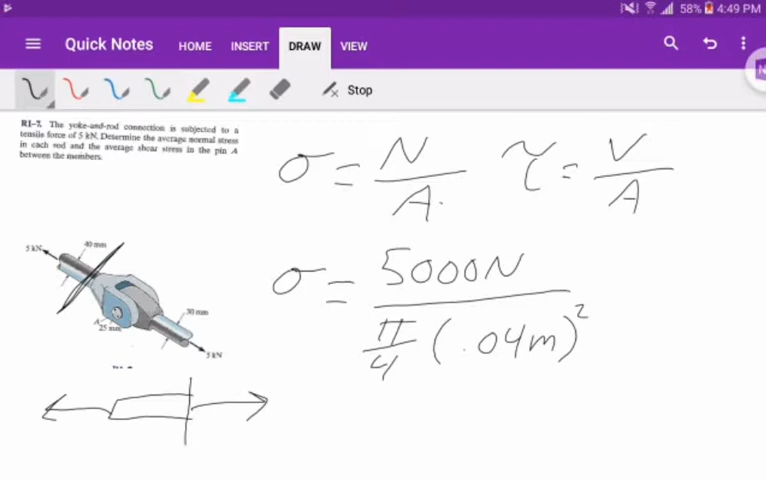 58% 4:49 PM
Quick Notes HOME INSERT DRAW VIEW
Stop
R1-7. The yoke-and-rod connection is subjected to a
tensile force of 5 kN. Determine the average normal stress
in each rod and the average shear stress in the pin A
between the members.
σ = N/A. τ = V/A
5 kN
40 mm
A
25 mm
30 mm
5 kN
σ = 5000N / π/4 (.04m)²